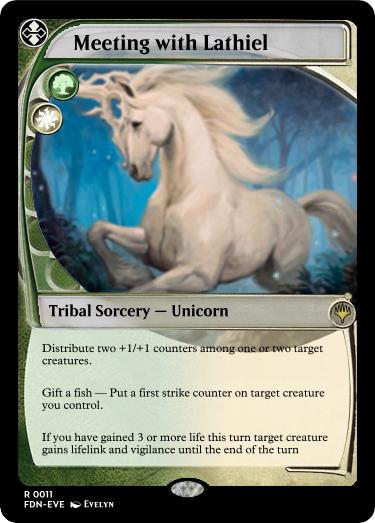 Meeting with Lathiel
Tribal Sorcery — Unicorn
Distribute two +1/+1 counters among one or two target
creatures.
Gift a fish — Put a first strike counter on target creature
you control.
If you have gained 3 or more life this turn target creature
gains lifelink and vigilance until the end of the turn
R 0011
FDN-EVE Evelyn